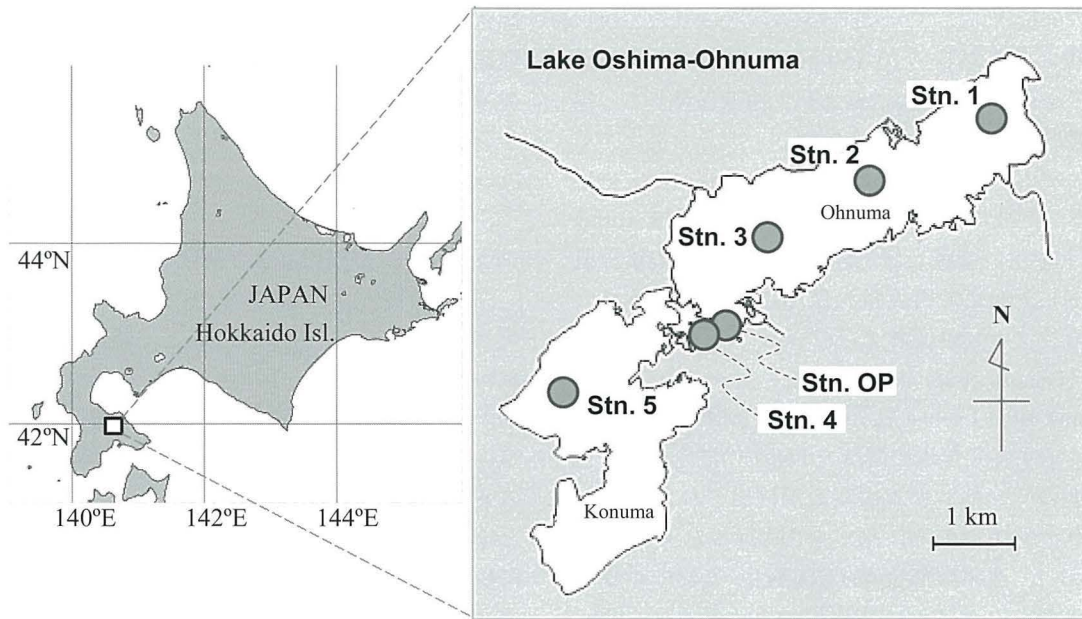 44ºN
42ºN
140ºE
142ºE
144ºE
JAPAN
Hokkaido Isl.
Lake Oshima-Ohnuma
Stn. 1
Stn. 2
Ohnuma
Stn. 3
Stn. OP
Stn. 4
Stn. 5
Konuma
N
1 km